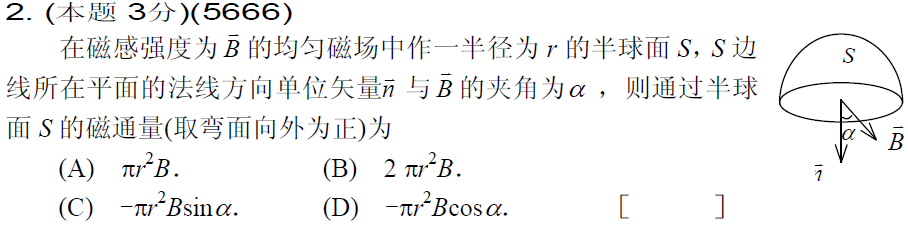 2. (本题 3分)(5666)
在磁感强度为 B⃗ 的均匀磁场中作一半径为 r 的半球面 S，S 边
线所在平面的法线方向单位矢量n⃗ 与 B⃗ 的夹角为α ，则通过半球
面 S 的磁通量(取弯面向外为正)为
(A) πr²B. (B) 2 πr²B.
(C) -πr²Bsinα. (D) -πr²Bcosα. [ ]
S
α
B⃗